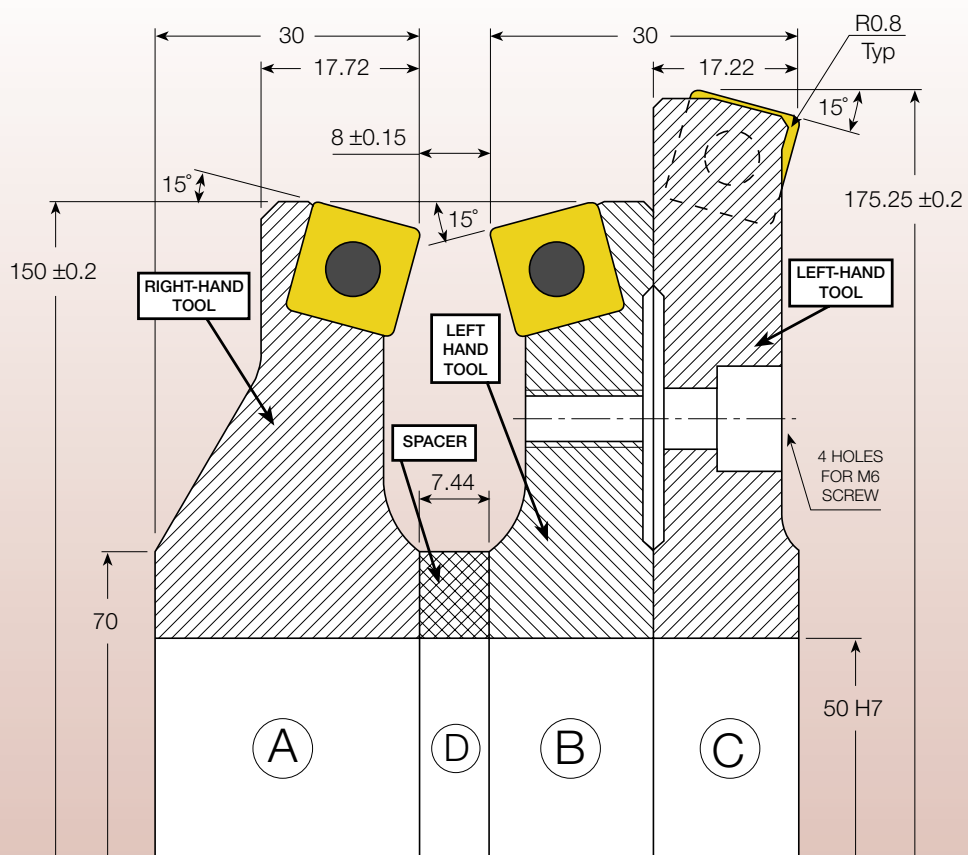 30
30
R0.8
Typ
17.72
17.22
15°
8 ±0.15
15°
15°
175.25 ±0.2
150 ±0.2
RIGHT-HAND
TOOL
LEFT-HAND
TOOL
LEFT
HAND
TOOL
SPACER
7.44
4 HOLES
FOR M6
SCREW
70
50 H7
A
D
B
C